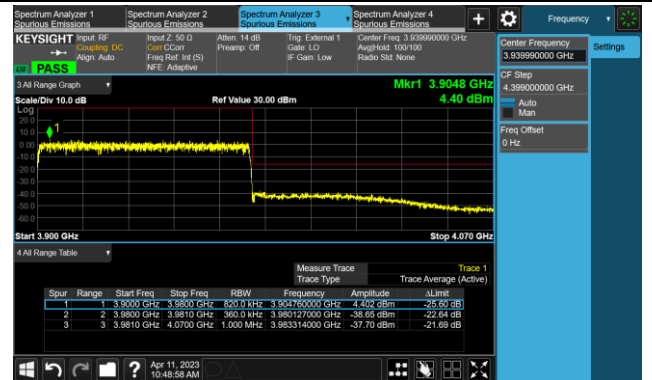 Spectrum Analyzer 1
Spurious Emissions
Spectrum Analyzer 2
Spurious Emissions
Spectrum Analyzer 3
Spurious Emissions
Spectrum Analyzer 4
Spurious Emissions
+
Frequency
KEYSIGHT
PASS
Input: RF
Coupling: DC
Align: Auto
Input Z: 50 Ω
Corr CCorr
Freq Ref: Int (S)
NFE: Adaptive
Atten: 14 dB
Preamp: Off
Trig: External 1
Gate: LO
IF Gain: Low
Center Freq: 3.939990000 GHz
Avg|Hold: 100/100
Radio Std: None
Center Frequency
3.939990000 GHz
Settings
CF Step
4.399000000 GHz
Auto
Man
Freq Offset
0 Hz
3 All Range Graph
Mkr1 3.9048 GHz
4.40 dBm
Scale/Div 10.0 dB
Ref Value 30.00 dBm
Log
20.0
10.0
0.00
-10.0
-20.0
-30.0
-40.0
-50.0
-60.0
1
Start 3.900 GHz
Stop 4.070 GHz
4 All Range Table
Measure Trace Trace 1
Trace Type Trace Average (Active)
Spur Range Start Freq Stop Freq RBW Frequency Amplitude ΔLimit
1 1 3.9000 GHz 3.9800 GHz 820.0 kHz 3.904760000 GHz 4.402 dBm -25.60 dB
2 2 3.9800 GHz 3.9810 GHz 360.0 kHz 3.980127000 GHz -38.65 dBm -22.64 dB
3 3 3.9810 GHz 4.0700 GHz 1.000 MHz 3.983314000 GHz -37.70 dBm -21.69 dB
?
Apr 11, 2023
10:48:58 AM